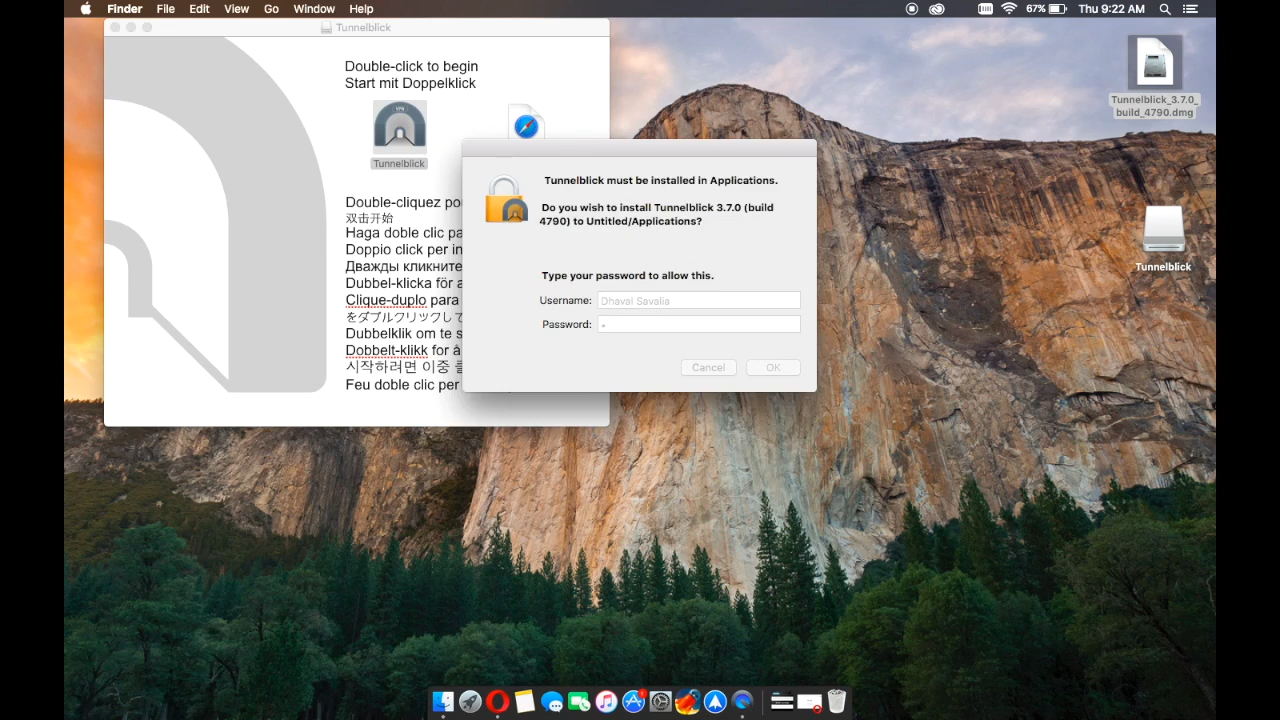 Finder File Edit View Go Window Help
67% Thu 9:22 AM
Tunnelblick
Double-click to begin
Start mit Doppelklick
Tunnelblick
Double-cliquez po
双击开始
Haga doble clic pa
Doppio click per in
Дважды кликните
Dubbel-klicka för a
Clique-duplo para
をダブルクリックして
Dubbelklik om te s
Dobbelt-klikk for å
시작하려면 이중
Feu doble clic per
Tunnelblick must be installed in Applications.
Do you wish to install Tunnelblick 3.7.0 (build
4790) to Untitled/Applications?
Type your password to allow this.
Username: Dhaval Savalia
Password:
Cancel OK
Tunnelblick_3.7.0_
build_4790.dmg
Tunnelblick